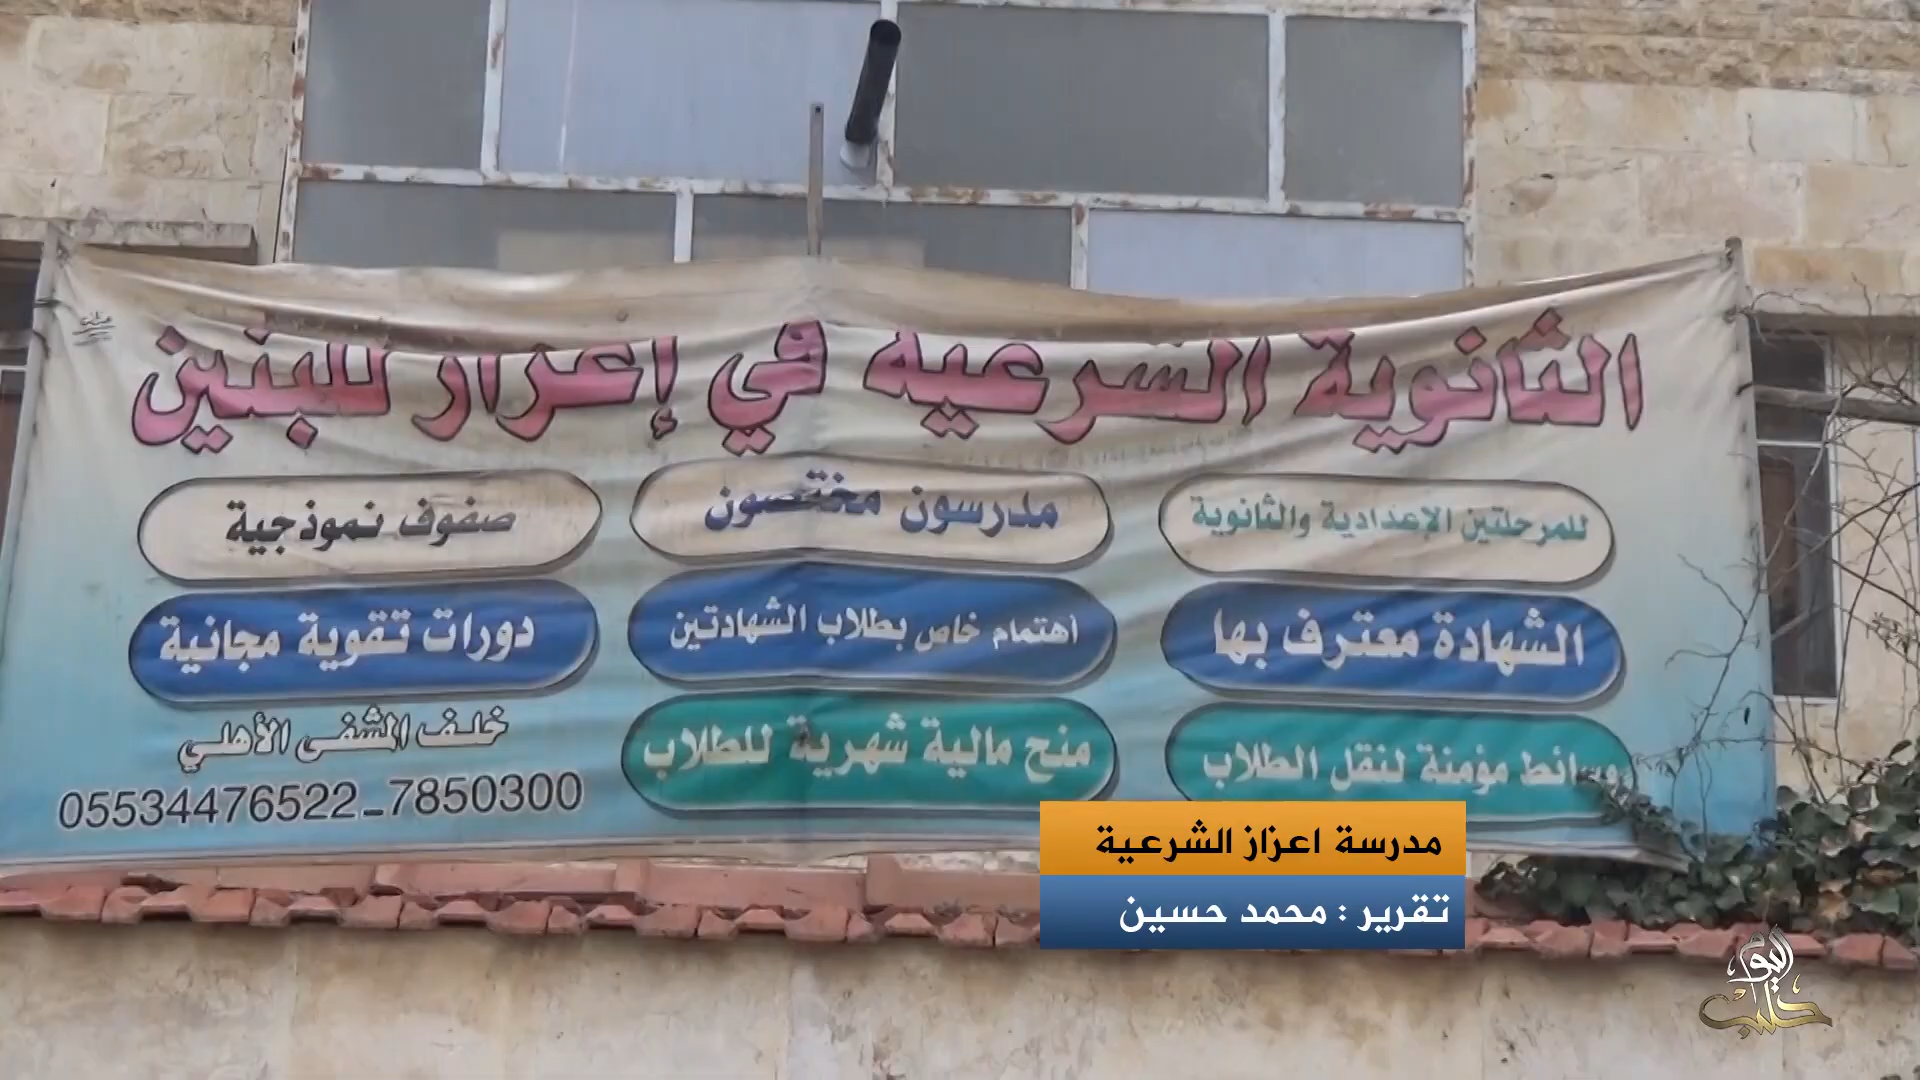 الثانوية الشرعية في إعزاز للبنين
للمرحلتين الإعدادية والثانوية
مدرسون مختصون
صفوف نموذجية
الشهادة معترف بها
اهتمام خاص بطلاب الشهادتين
دورات تقوية مجانية
وسائط مؤمنة لنقل الطلاب
منح مالية شهرية للطلاب
خلف المشفى الأهلي
05534476522_7850300
مدرسة اعزاز الشرعية
تقرير : محمد حسين
حلب اليوم